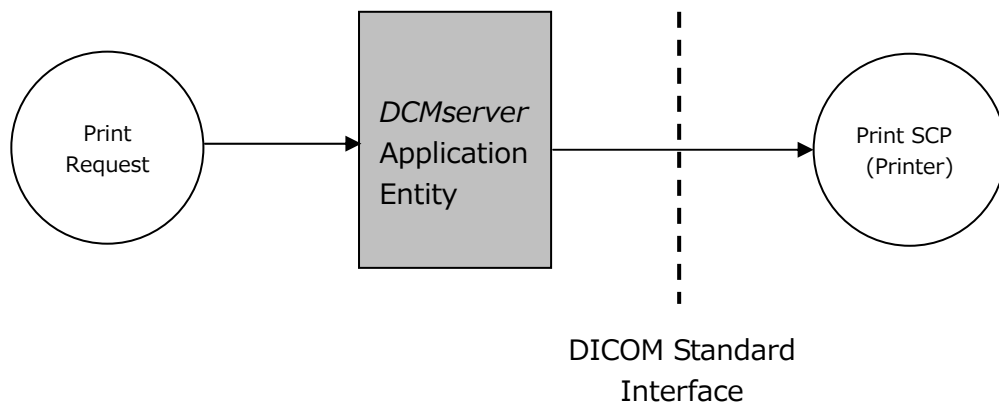 Print
Request
DCMserver
Application
Entity
Print SCP
(Printer)
DICOM Standard
Interface